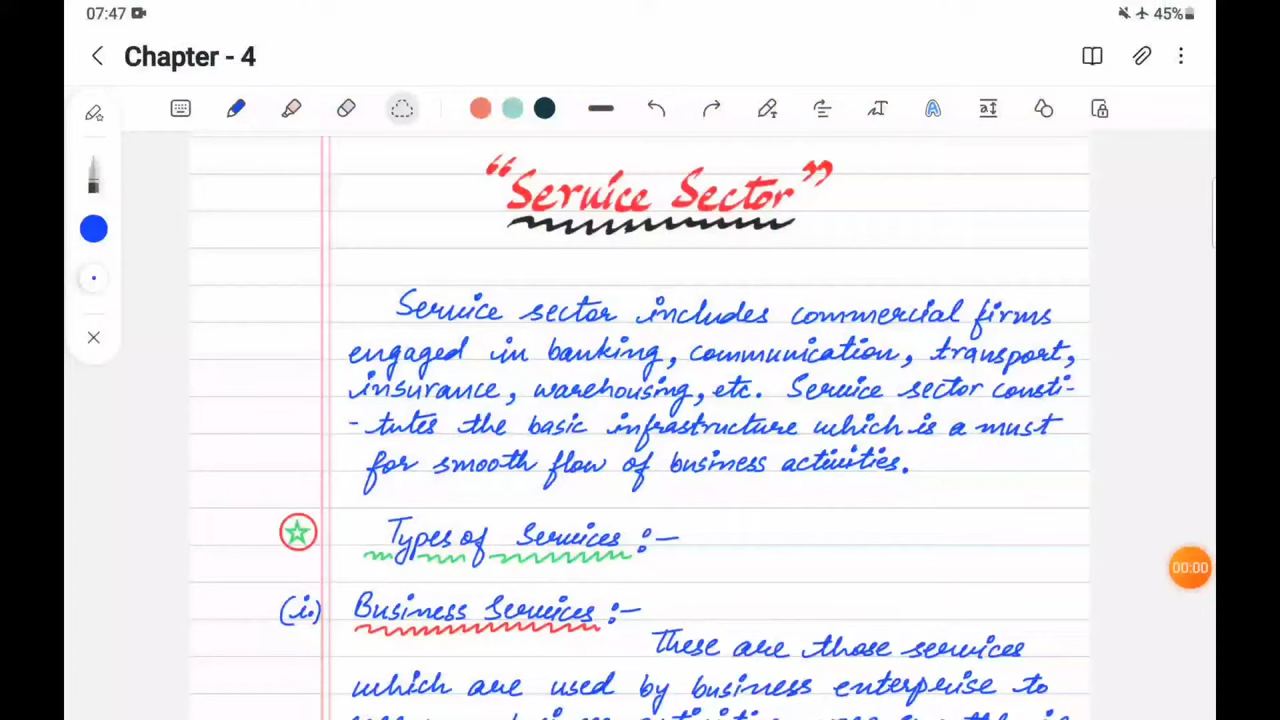 07:47
45%
Chapter - 4
"Service Sector"
Service sector includes commercial firms
engaged in banking, communication, transport,
insurance, warehousing, etc. Service sector consti-
-tutes the basic infrastructure which is a must
for smooth flow of business activities.
Types of Services :-
(i.) Business Services :-
These are those services
which are used by business enterprise to
00:00